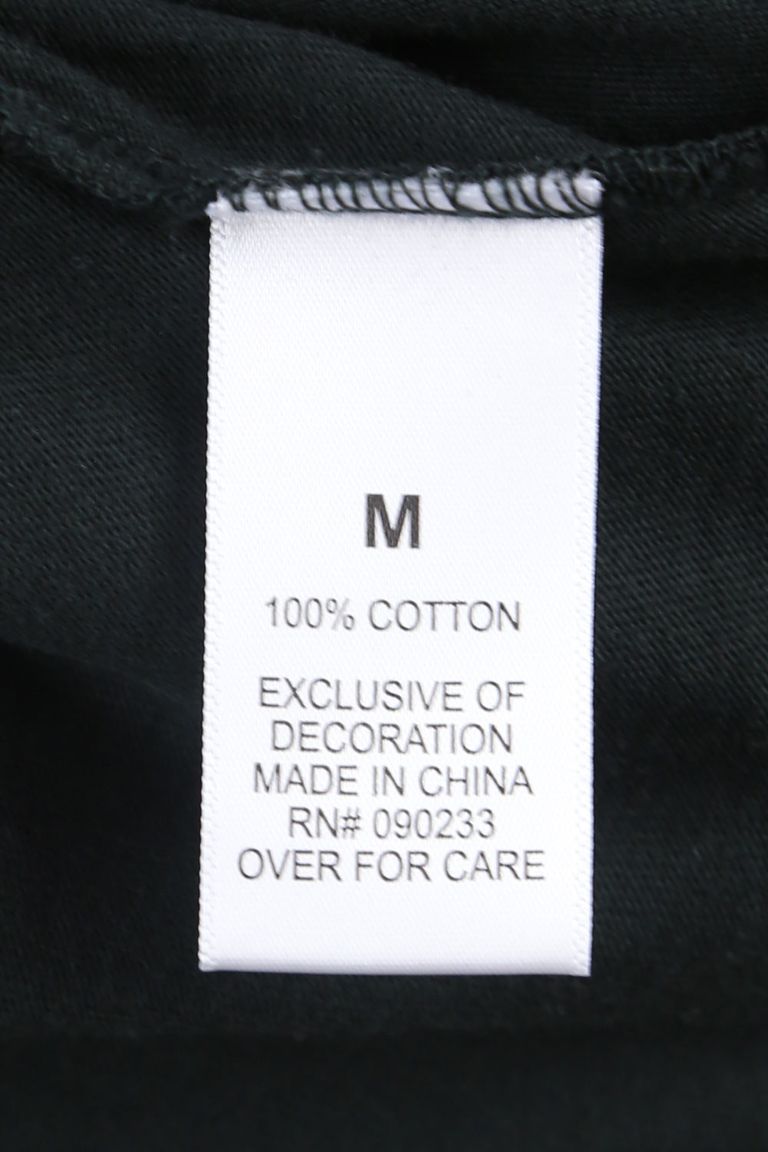 M
100% COTTON
EXCLUSIVE OF
DECORATION
MADE IN CHINA
RN# 090233
OVER FOR CARE